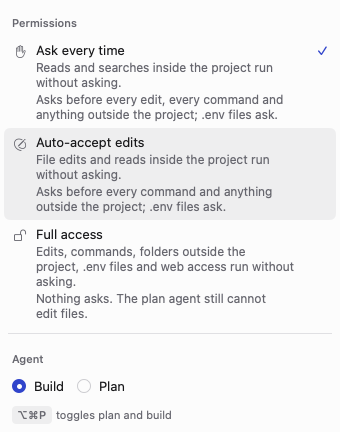 Permissions
Ask every time
Reads and searches inside the project run
without asking.
Asks before every edit, every command and
anything outside the project; .env files ask.
Auto-accept edits
File edits and reads inside the project run
without asking.
Asks before every command and anything
outside the project; .env files ask.
Full access
Edits, commands, folders outside the
project, .env files and web access run without
asking.
Nothing asks. The plan agent still cannot
edit files.
Agent
Build Plan
⌥⌘P toggles plan and build